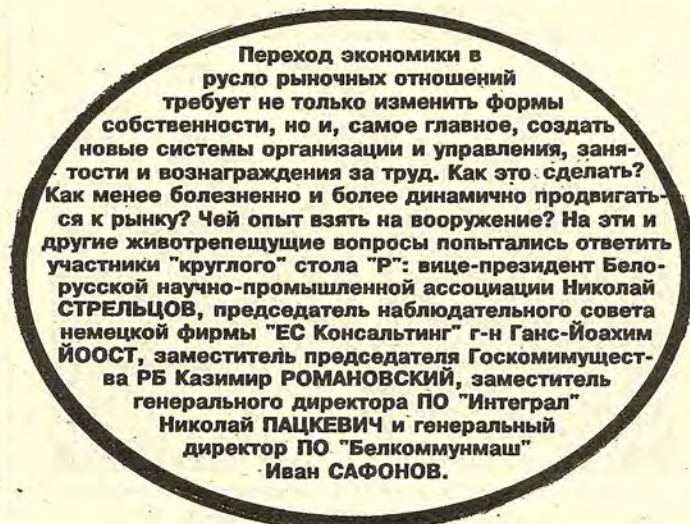 Переход экономики в
русло рыночных отношений
требует не только изменить формы
собственности, но и, самое главное, создать
новые системы организации и управления, заня-
тости и вознаграждения за труд. Как это сделать?
Как менее болезненно и более динамично продвигать-
ся к рынку? Чей опыт взять на вооружение? На эти и
другие животрепещущие вопросы попытались ответить
участники "круглого" стола "Р": вице-президент Бело-
русской научно-промышленной ассоциации Николай
СТРЕЛЬЦОВ, председатель наблюдательного совета
немецкой фирмы "ЕС Консальтинг" г-н Ганс-Йоахим
ЙООСТ, заместитель председателя Госкомимущест-
ва РБ Казимир РОМАНОВСКИЙ, заместитель
генерального директора ПО "Интеграл"
Николай ПАЦКЕВИЧ и генеральный
директор ПО "Белкоммунмаш"
Иван САФОНОВ.